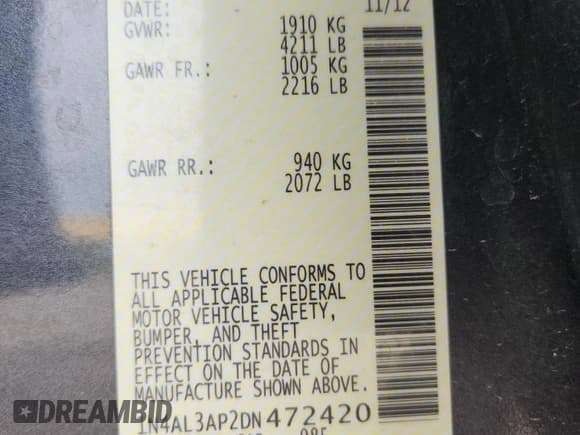 DATE: 11/12
GVWR: 1910 KG
4211 LB
GAWR FR.: 1005 KG
2216 LB
GAWR RR.: 940 KG
2072 LB
THIS VEHICLE CONFORMS TO
ALL APPLICABLE FEDERAL
MOTOR VEHICLE SAFETY,
BUMPER, AND THEFT
PREVENTION STANDARDS IN
EFFECT ON THE DATE OF
MANUFACTURE SHOWN ABOVE.
1N4AL3AP2DN472420
DREAMBID